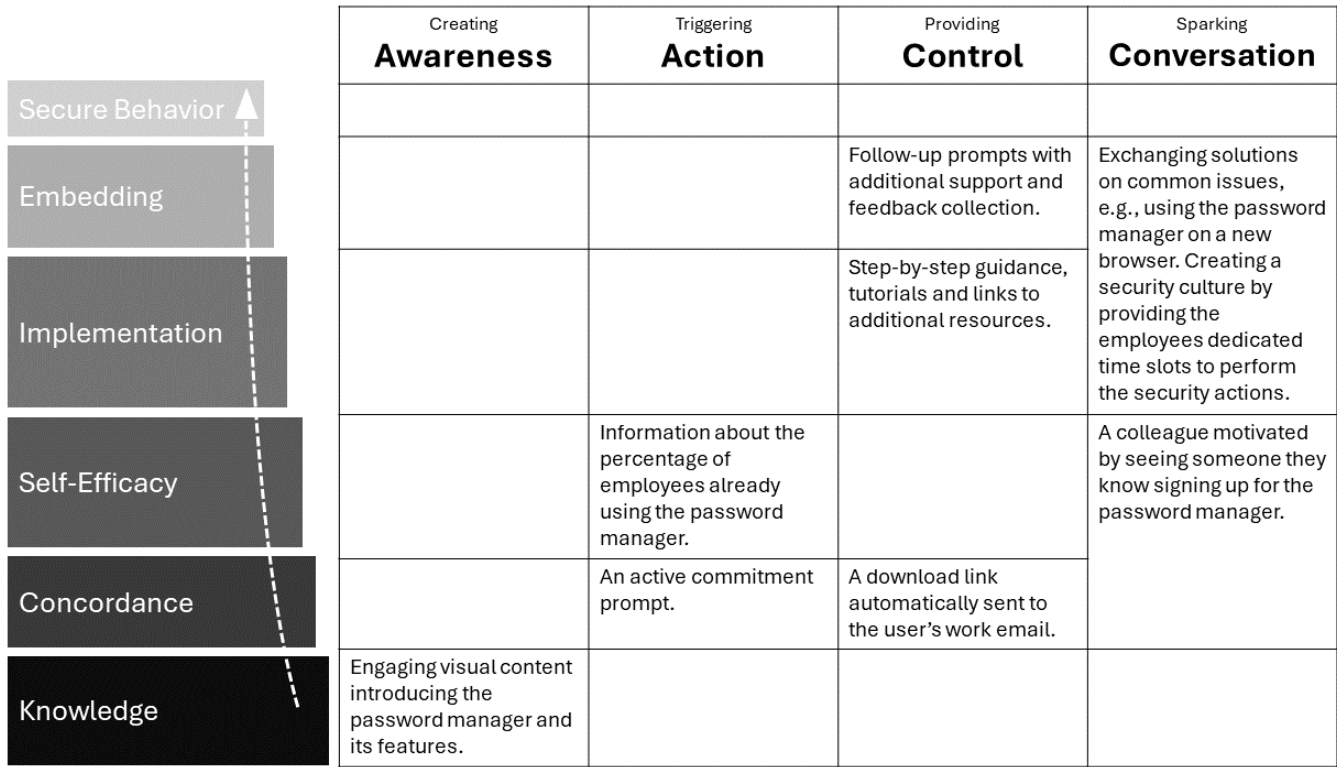 Creating
Awareness
Triggering
Action
Providing
Control
Sparking
Conversation
Secure Behavior
Embedding
Follow-up prompts with
additional support and
feedback collection.
Exchanging solutions
on common issues,
e.g., using the password
manager on a new
browser. Creating a
security culture by
providing the
employees dedicated
time slots to perform
the security actions.
Implementation
Step-by-step guidance,
tutorials and links to
additional resources.
Self-Efficacy
Information about the
percentage of
employees already
using the password
manager.
A colleague motivated
by seeing someone they
know signing up for the
password manager.
Concordance
An active commitment
prompt.
A download link
automatically sent to
the user’s work email.
Knowledge
Engaging visual content
introducing the
password manager and
its features.